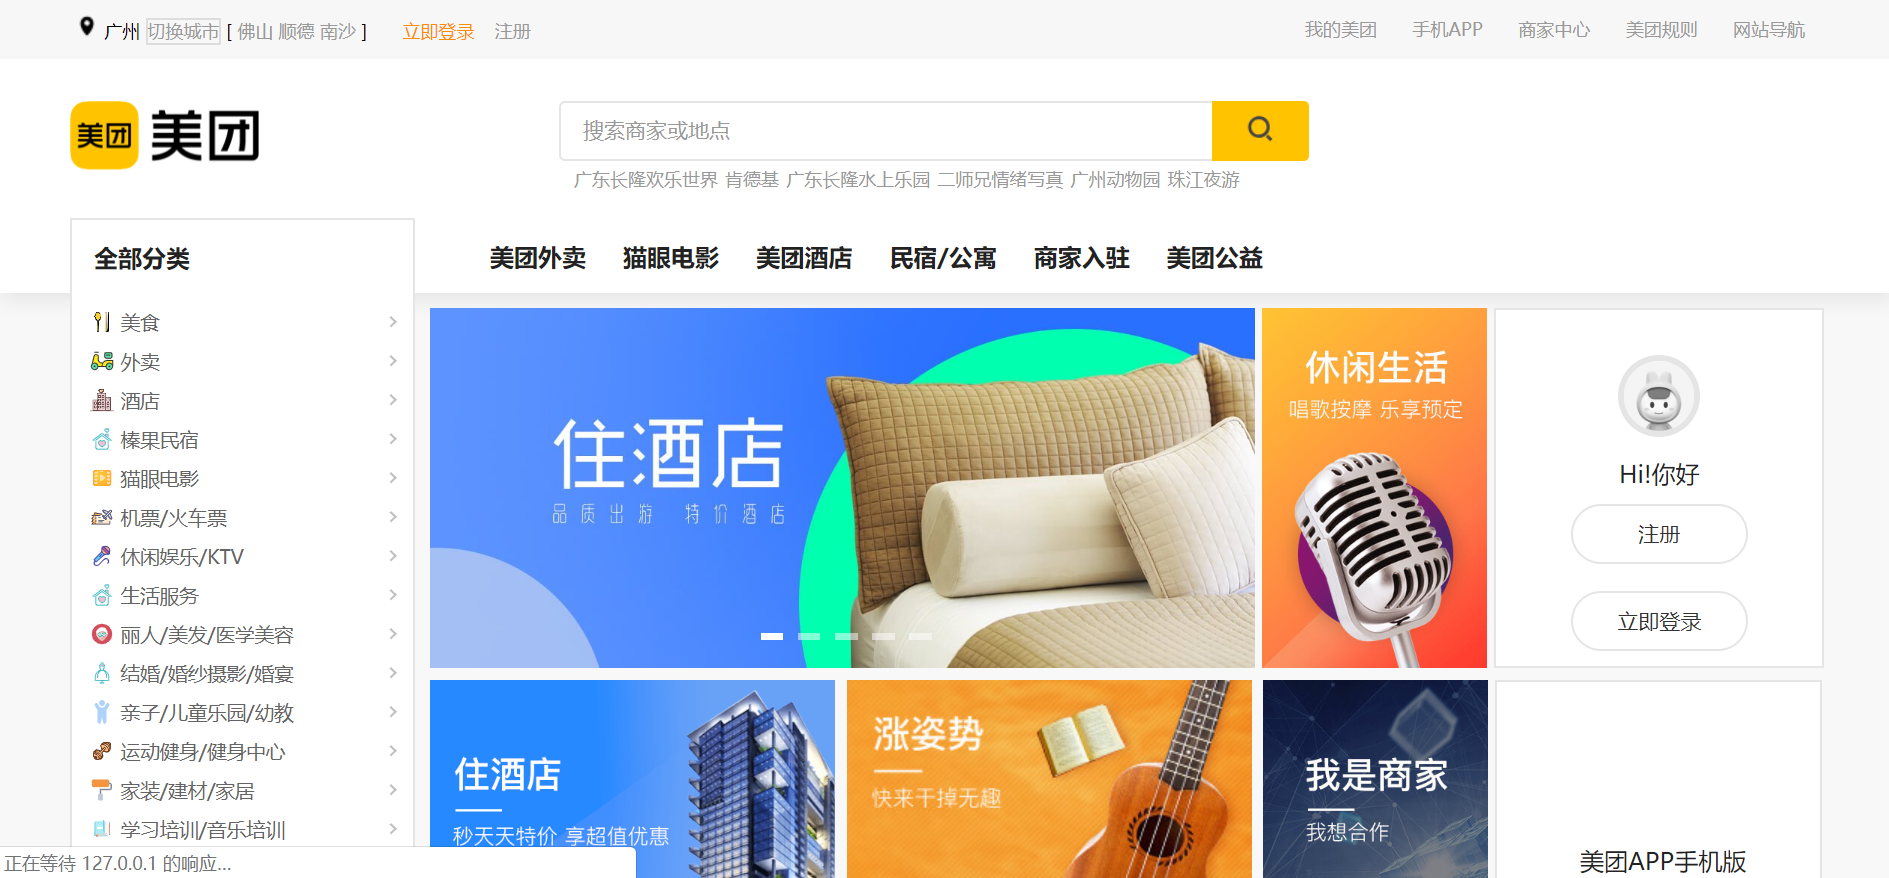 广州 切换城市 [ 佛山 顺德 南沙 ] 立即登录 注册
我的美团 手机APP 商家中心 美团规则 网站导航
美团 美团
搜索商家或地点
广东长隆欢乐世界 肯德基 广东长隆水上乐园 二师兄情绪写真 广州动物园 珠江夜游
全部分类
美团外卖 猫眼电影 美团酒店 民宿/公寓 商家入驻 美团公益
美食
外卖
酒店
榛果民宿
猫眼电影
机票/火车票
休闲娱乐/KTV
生活服务
丽人/美发/医学美容
结婚/婚纱摄影/婚宴
亲子/儿童乐园/幼教
运动健身/健身中心
家装/建材/家居
学习培训/音乐培训
住酒店
品质出游 特价酒店
休闲生活
唱歌按摩 乐享预定
Hi!你好
注册
立即登录
住酒店
秒天天特价 享超值优惠
涨姿势
快来干掉无趣
我是商家
我想合作
美团APP手机版
正在等待 127.0.0.1 的响应...